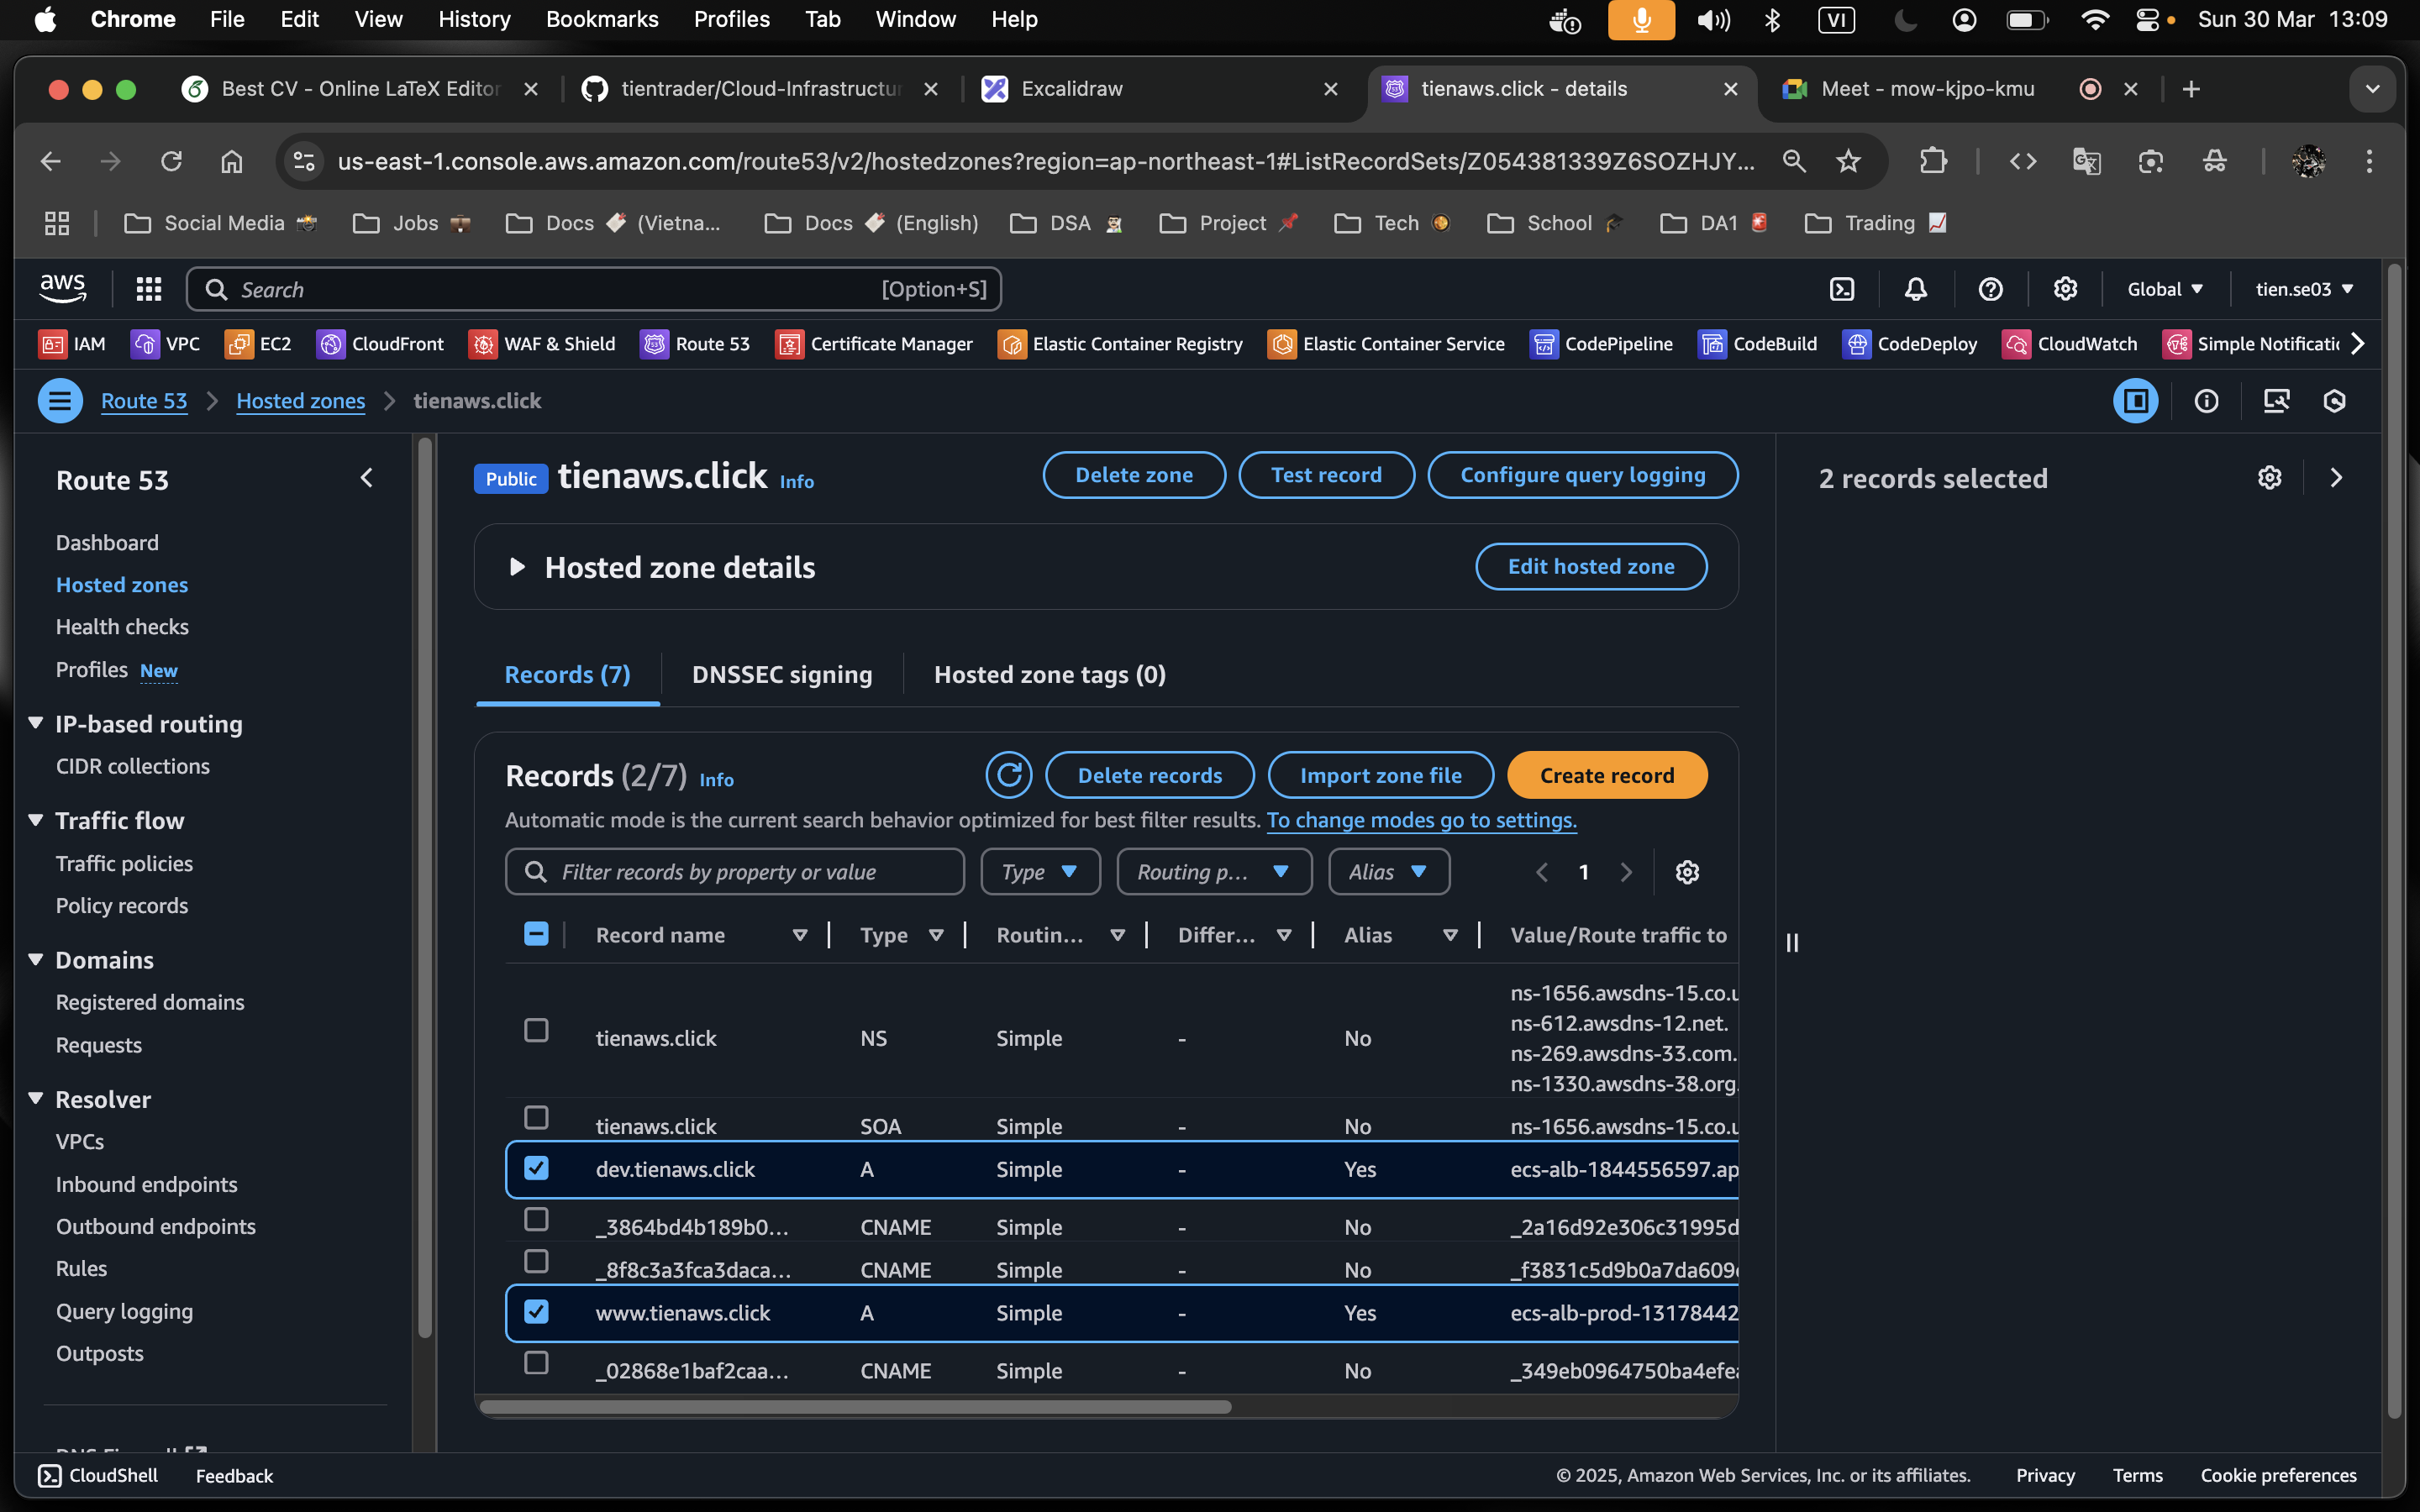 Chrome File Edit View History Bookmarks Profiles Tab Window Help VI Sun 30 Mar 13:09
Best CV - Online LaTeX Editor tientrader/Cloud-Infrastructur Excalidraw tienaws.click - details Meet - mow-kjpo-kmu
us-east-1.console.aws.amazon.com/route53/v2/hostedzones?region=ap-northeast-1#ListRecordSets/Z054381339Z6SOZHJY...
Social Media Jobs Docs (Vietna... Docs (English) DSA Project Tech School DA1 Trading
aws Search [Option+S] Global tien.se03
IAM VPC EC2 CloudFront WAF & Shield Route 53 Certificate Manager Elastic Container Registry Elastic Container Service CodePipeline CodeBuild CodeDeploy CloudWatch Simple Notificatio
Route 53 Hosted zones tienaws.click
Route 53
Dashboard
Hosted zones
Health checks
Profiles New
IP-based routing
CIDR collections
Traffic flow
Traffic policies
Policy records
Domains
Registered domains
Requests
Resolver
VPCs
Inbound endpoints
Outbound endpoints
Rules
Query logging
Outposts
Public tienaws.click Info Delete zone Test record Configure query logging
Hosted zone details Edit hosted zone
Records (7) DNSSEC signing Hosted zone tags (0)
Records (2/7) Info Delete records Import zone file Create record
Automatic mode is the current search behavior optimized for best filter results. To change modes go to settings.
Filter records by property or value Type Routing p... Alias 1
Record name Type Routin... Differ... Alias Value/Route traffic to
tienaws.click NS Simple - No
ns-1656.awsdns-15.co.u
ns-612.awsdns-12.net.
ns-269.awsdns-33.com.
ns-1330.awsdns-38.org.
tienaws.click SOA Simple - No ns-1656.awsdns-15.co.u
dev.tienaws.click A Simple - Yes ecs-alb-1844556597.ap
_3864bd4b189b0... CNAME Simple - No _2a16d92e306c31995d
_8f8c3a3fca3daca... CNAME Simple - No _f3831c5d9b0a7da609
www.tienaws.click A Simple - Yes ecs-alb-prod-13178442
_02868e1baf2caa... CNAME Simple - No _349eb0964750ba4efe
2 records selected
CloudShell Feedback © 2025, Amazon Web Services, Inc. or its affiliates. Privacy Terms Cookie preferences